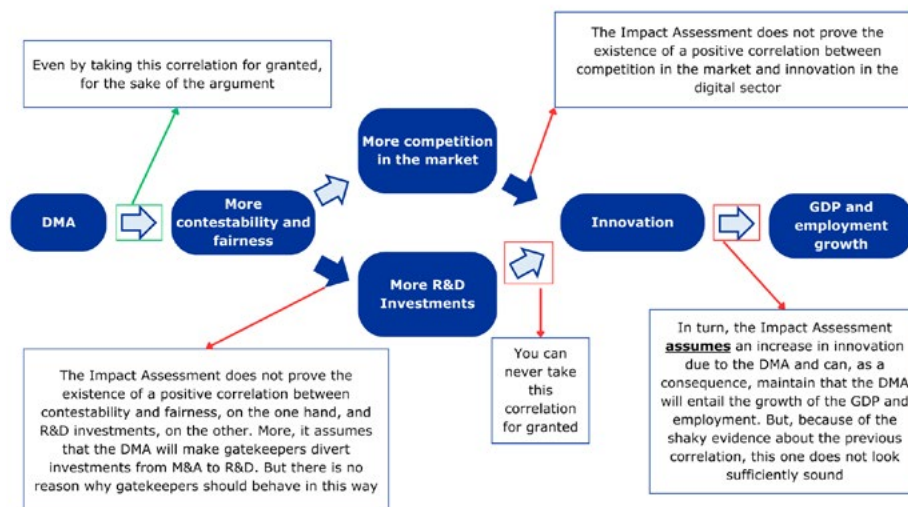 Even by taking this correlation for granted,
for the sake of the argument
The Impact Assessment does not prove the
existence of a positive correlation between
competition in the market and innovation in the
digital sector
More competition
in the market
DMA
More
contestability and
fairness
Innovation
GDP and
employment
growth
More R&D
Investments
The Impact Assessment does not prove the
existence of a positive correlation between
contestability and fairness, on the one hand, and
R&D investments, on the other. More, it assumes
that the DMA will make gatekeepers divert
investments from M&A to R&D. But there is no
reason why gatekeepers should behave in this way
You can
never take
this
correlation
for granted
In turn, the Impact Assessment
assumes an increase in innovation
due to the DMA and can, as a
consequence, maintain that the DMA
will entail the growth of the GDP and
employment. But, because of the
shaky evidence about the previous
correlation, this one does not look
sufficiently sound